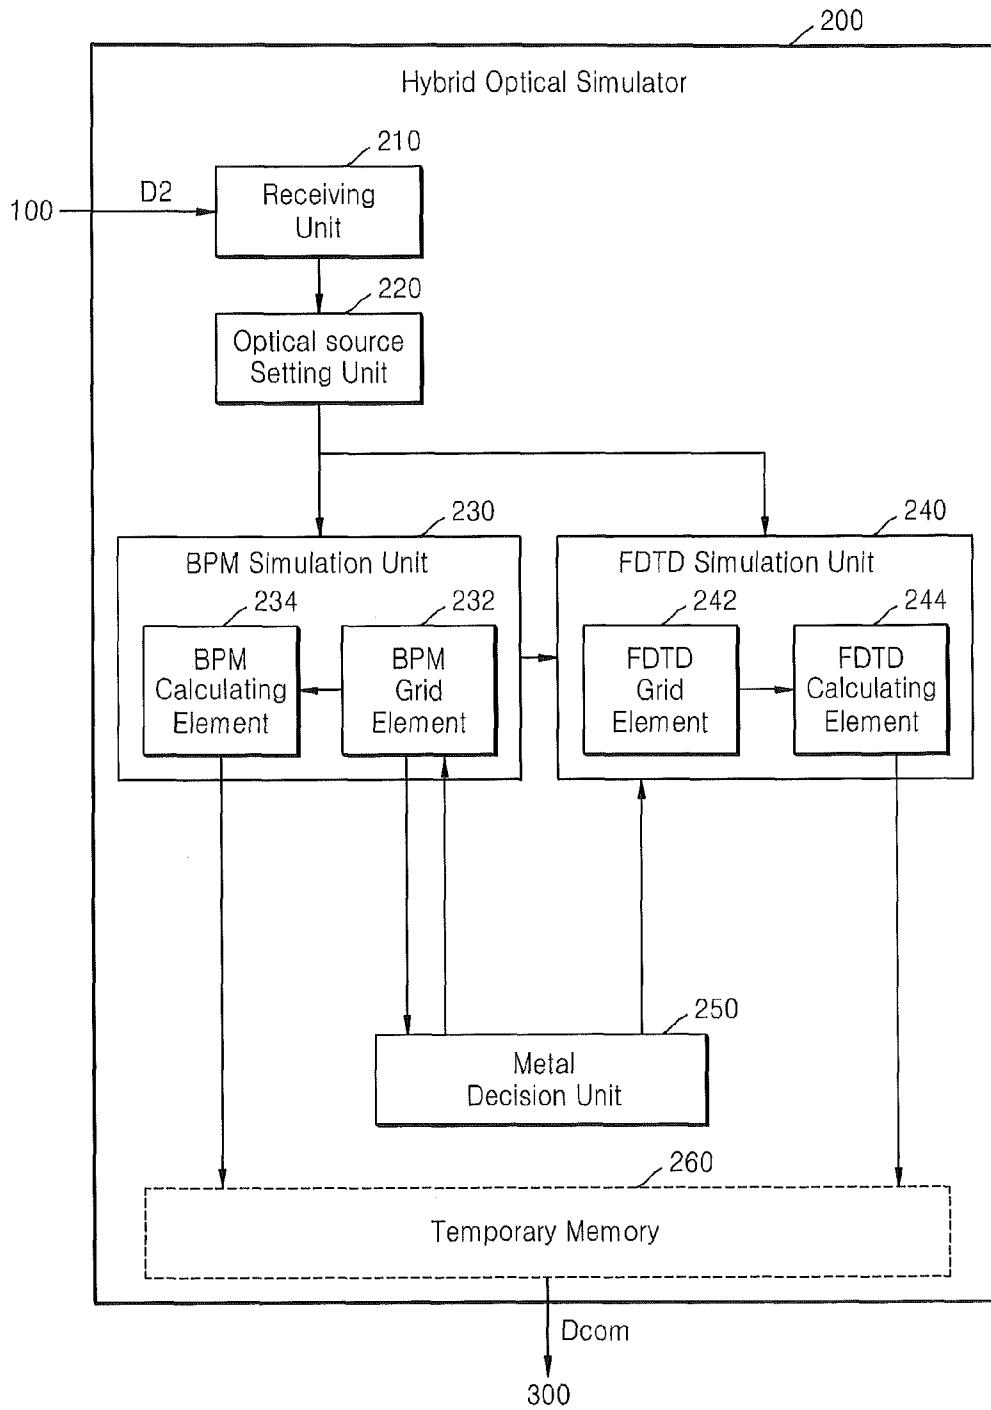 200
Hybrid Optical Simulator
210
100
D2
Receiving
Unit
220
Optical source
Setting Unit
230
BPM Simulation Unit
234
BPM
Calculating
Element
232
BPM
Grid
Element
240
FDTD Simulation Unit
242
FDTD
Grid
Element
244
FDTD
Calculating
Element
250
Metal
Decision Unit
260
Temporary Memory
Dcom
300